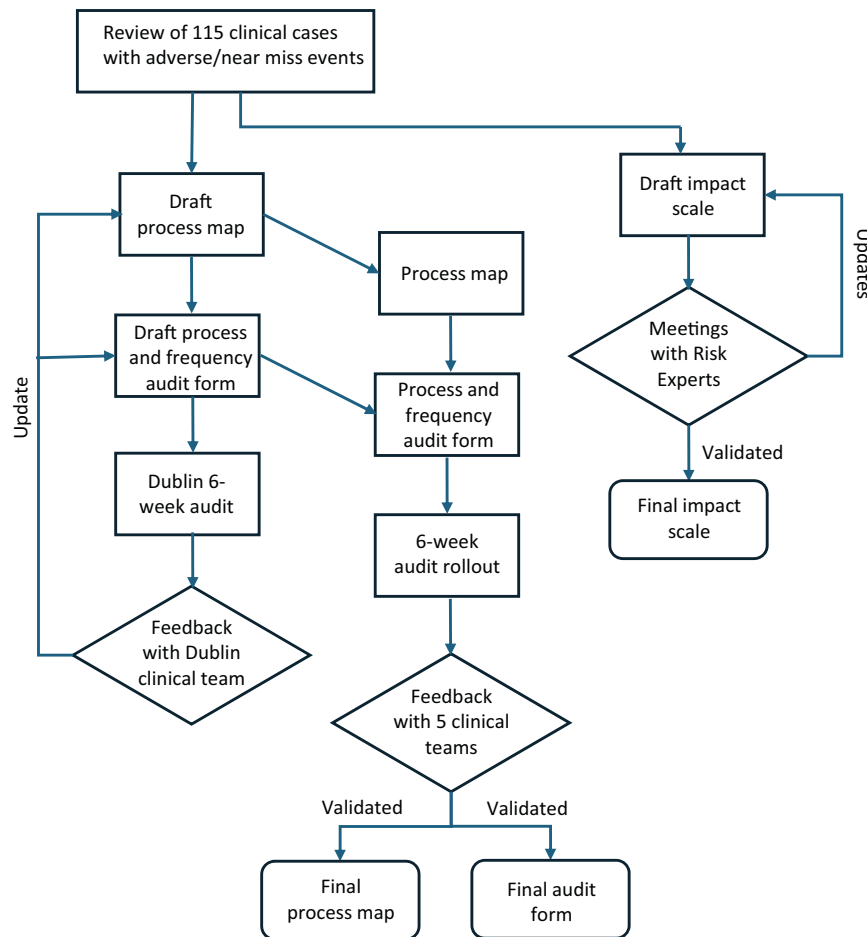 Review of 115 clinical cases
with adverse/near miss events
Draft
process map
Draft impact
scale
Process map
Updates
Draft process
and frequency
audit form
Meetings
with Risk
Experts
Update
Process and
frequency
audit form
Validated
Dublin 6-
week audit
Final impact
scale
6-week
audit rollout
Feedback
with Dublin
clinical team
Feedback
with 5 clinical
teams
Validated
Validated
Final
process map
Final audit
form